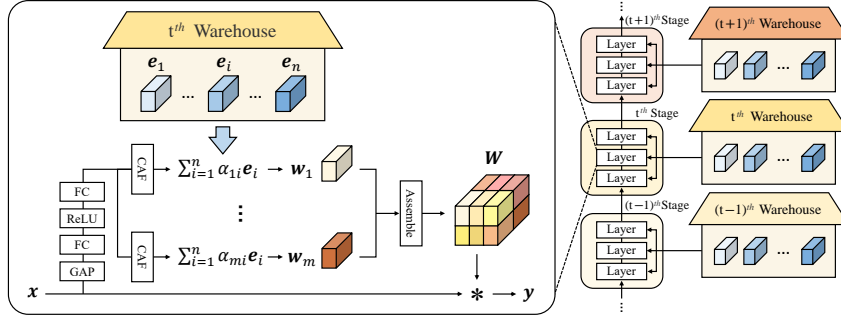 t^th Warehouse
e_1 e_i e_n
... ...
CAF
∑_{i=1}^{n} α_{1i} e_i → w_1
FC
ReLU
FC
GAP
⋮
CAF
∑_{i=1}^{n} α_{mi} e_i → w_m
Assemble
W
x * y
(t+1)^th Stage
Layer
Layer
Layer
(t+1)^th Warehouse
...
t^th Stage
Layer
Layer
Layer
t^th Warehouse
...
(t−1)^th Stage
Layer
Layer
Layer
(t−1)^th Warehouse
...